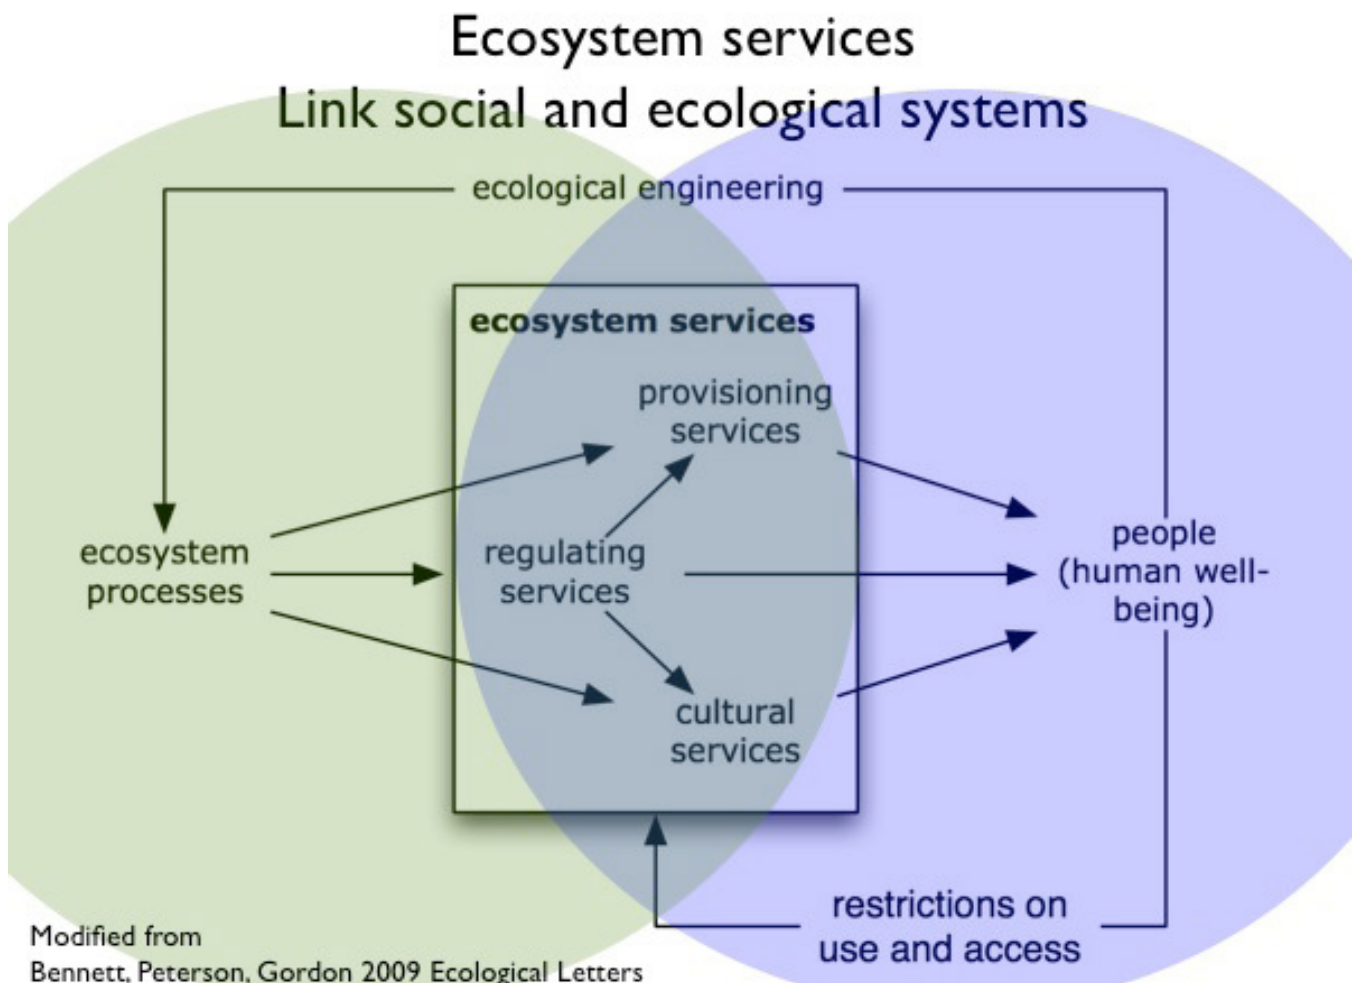 Ecosystem services
Link social and ecological systems
ecological engineering
ecosystem services
provisioning
services
ecosystem
processes
regulating
services
people
(human well-
being)
cultural
services
restrictions on
use and access
Modified from
Bennett, Peterson, Gordon 2009 Ecological Letters